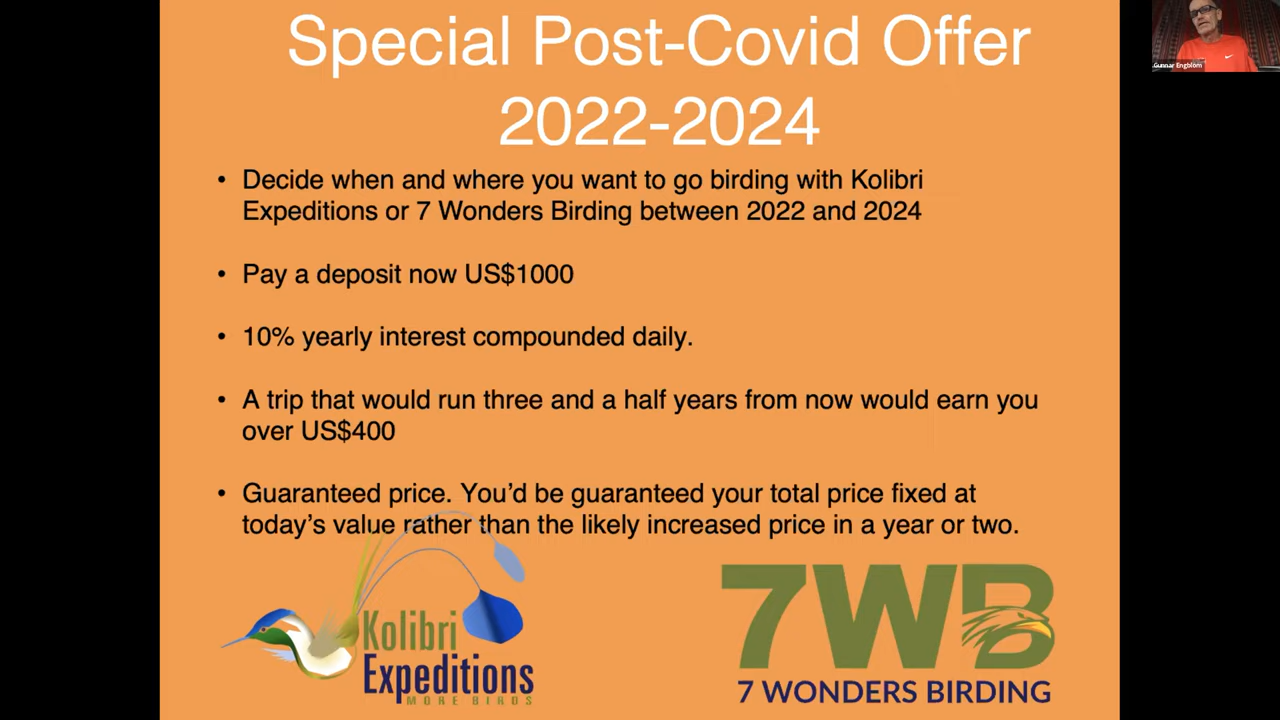 Special Post-Covid Offer
2022-2024
Gunnar Engblom
• Decide when and where you want to go birding with Kolibri
Expeditions or 7 Wonders Birding between 2022 and 2024
• Pay a deposit now US$1000
• 10% yearly interest compounded daily.
• A trip that would run three and a half years from now would earn you
over US$400
• Guaranteed price. You’d be guaranteed your total price fixed at
today’s value rather than the likely increased price in a year or two.
Kolibri
Expeditions
MORE BIRDS
7WB
7 WONDERS BIRDING